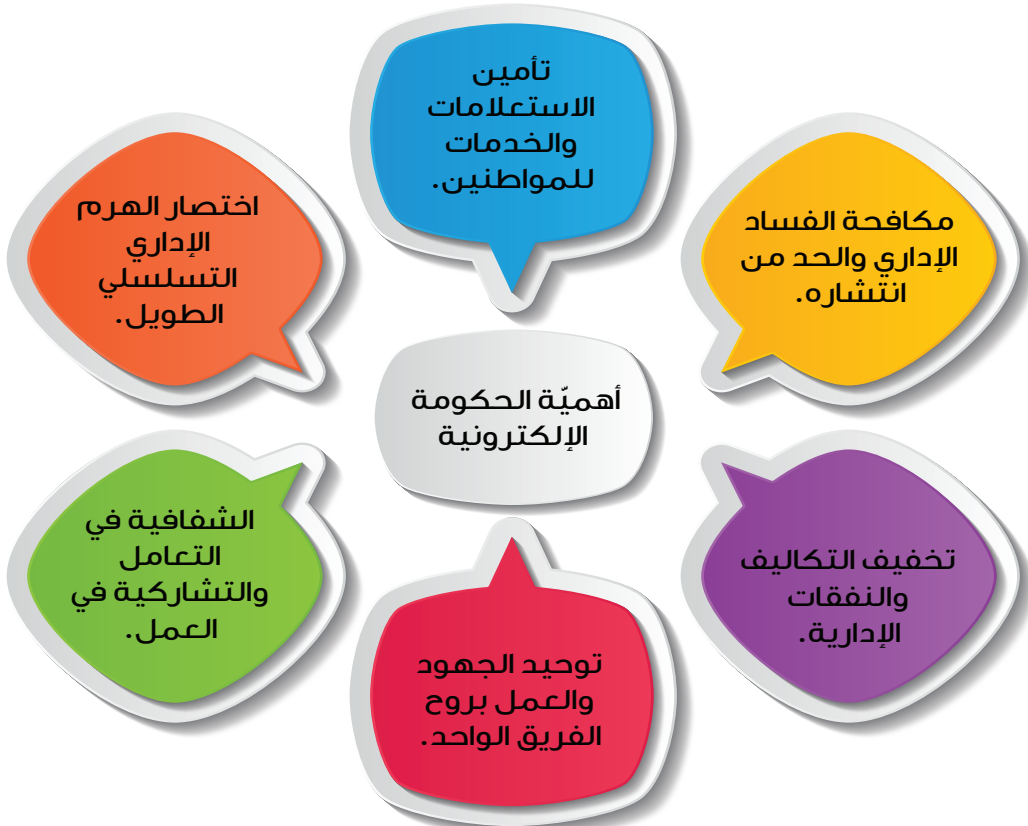 تأمين
الاستعلامات
والخدمات
للمواطنين.
مكافحة الفساد
الإداري والحد من
انتشاره.
اختصار الهرم
الإداري
التسلسلي
الطويل.
أهميّة الحكومة
الإلكترونية
تخفيف التكاليف
والنفقات
الإدارية.
الشفافية في
التعامل
والتشاركية في
العمل.
توحيد الجهود
والعمل بروح
الفريق الواحد.